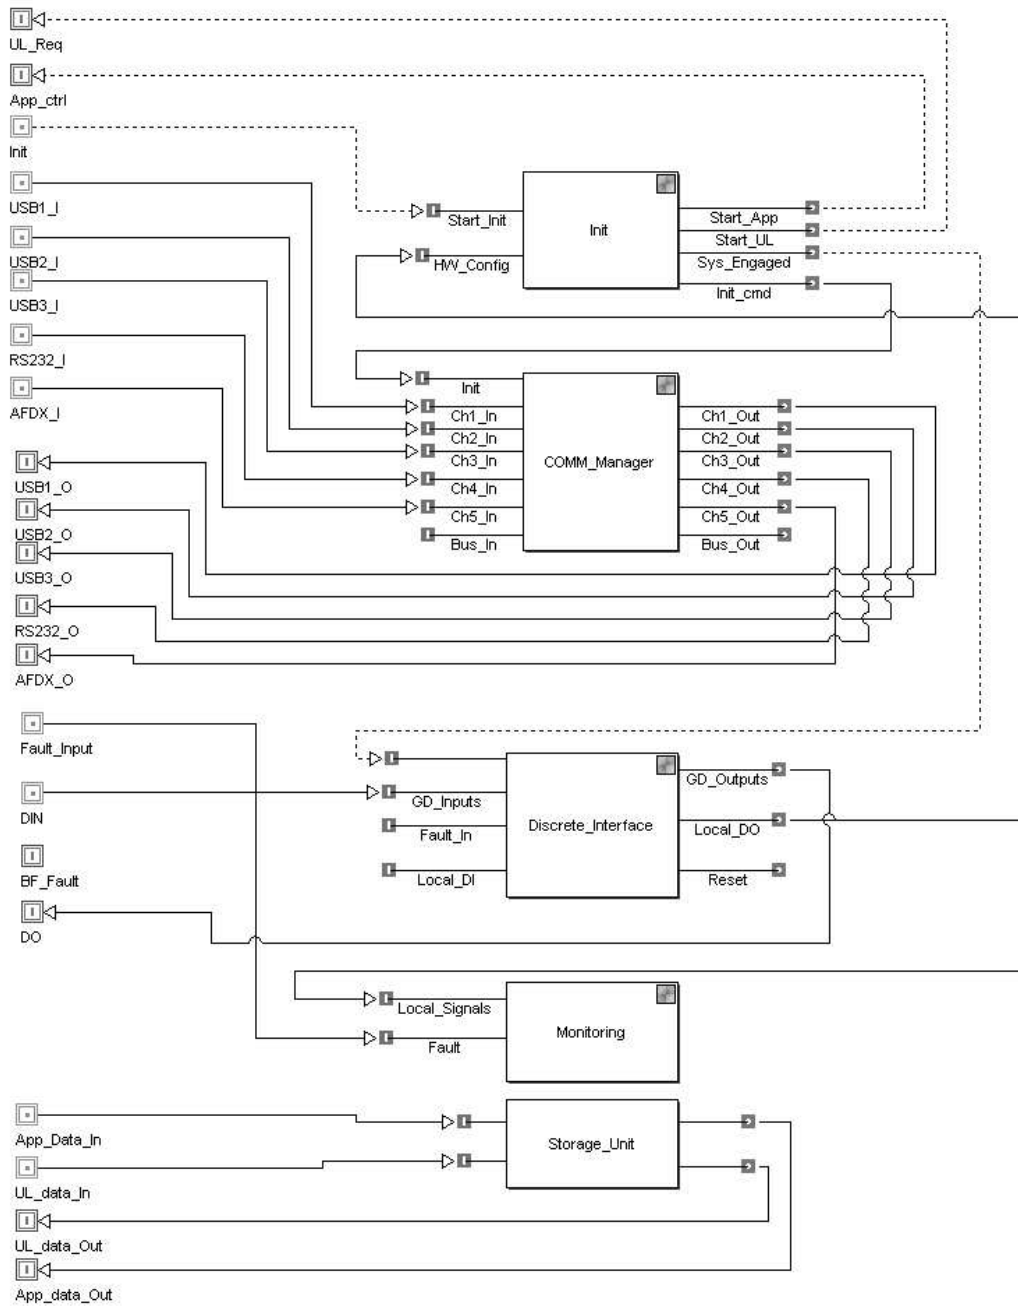 UL_Req
App_ctrl
Init
USB1_I
USB2_I
USB3_I
RS232_I
AFDX_I
USB1_O
USB2_O
USB3_O
RS232_O
AFDX_O
Start_Init
HW_Config
Init
Start_App
Start_UL
Sys_Engaged
Init_cmd
Init
Ch1_In
Ch2_In
Ch3_In
Ch4_In
Ch5_In
Bus_In
COMM_Manager
Ch1_Out
Ch2_Out
Ch3_Out
Ch4_Out
Ch5_Out
Bus_Out
Fault_Input
DIN
BF_Fault
DO
GD_Inputs
Fault_In
Local_DI
Discrete_Interface
GD_Outputs
Local_DO
Reset
Local_Signals
Fault
Monitoring
App_Data_In
UL_data_In
UL_data_Out
App_data_Out
Storage_Unit